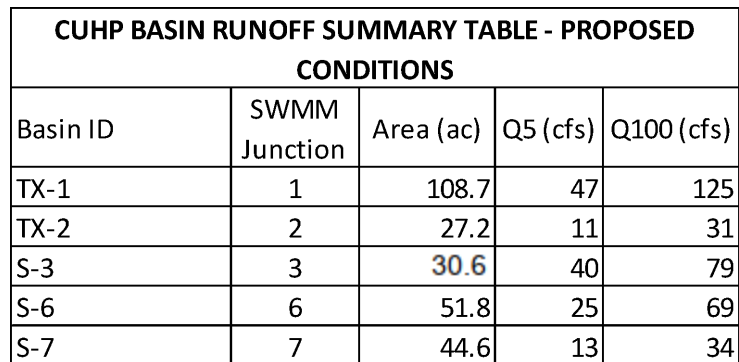 CUHP BASIN RUNOFF SUMMARY TABLE - PROPOSED
CONDITIONS
Basin ID SWMM Junction Area (ac) Q5 (cfs) Q100 (cfs)
TX-1 1 108.7 47 125
TX-2 2 27.2 11 31
S-3 3 30.6 40 79
S-6 6 51.8 25 69
S-7 7 44.6 13 34